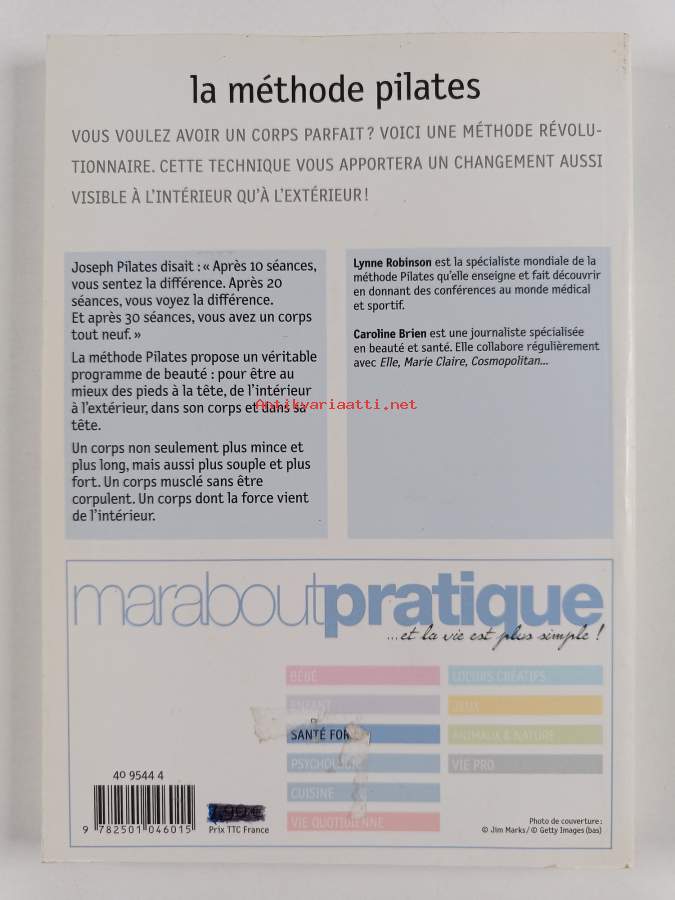 la méthode pilates
VOUS VOULEZ AVOIR UN CORPS PARFAIT ? VOICI UNE MÉTHODE RÉVOLU-
TIONNAIRE. CETTE TECHNIQUE VOUS APPORTERA UN CHANGEMENT AUSSI
VISIBLE À L'INTÉRIEUR QU'À L'EXTÉRIEUR !
Joseph Pilates disait : « Après 10 séances,
vous sentez la différence. Après 20
séances, vous voyez la différence.
Et après 30 séances, vous avez un corps
tout neuf. »
La méthode Pilates propose un véritable
programme de beauté : pour être au
mieux des pieds à la tête, de l'intérieur
à l'extérieur, dans son corps et dans sa
tête.
Un corps non seulement plus mince et
plus long, mais aussi plus souple et plus
fort. Un corps musclé sans être
corpulent. Un corps dont la force vient
de l'intérieur.
Lynne Robinson est la spécialiste mondiale de la
méthode Pilates qu'elle enseigne et fait découvrir
en donnant des conférences au monde médical
et sportif.
Caroline Brien est une journaliste spécialisée
en beauté et santé. Elle collabore régulièrement
avec Elle, Marie Claire, Cosmopolitan...
Antikvariaatti.net
maraboutpratique
...et la vie est plus simple !
BÉBÉ
ENFANT
SANTÉ FOR
PSYCHOLOGIE
CUISINE
VIE QUOTIDIENNE
LOISIRS CRÉATIFS
JEUX
ANIMAUX & NATURE
VIE PRO
40 9544 4
9 782501 046015
7,90 €
Prix TTC France
Photo de couverture :
© Jim Marks / © Getty Images (bas)